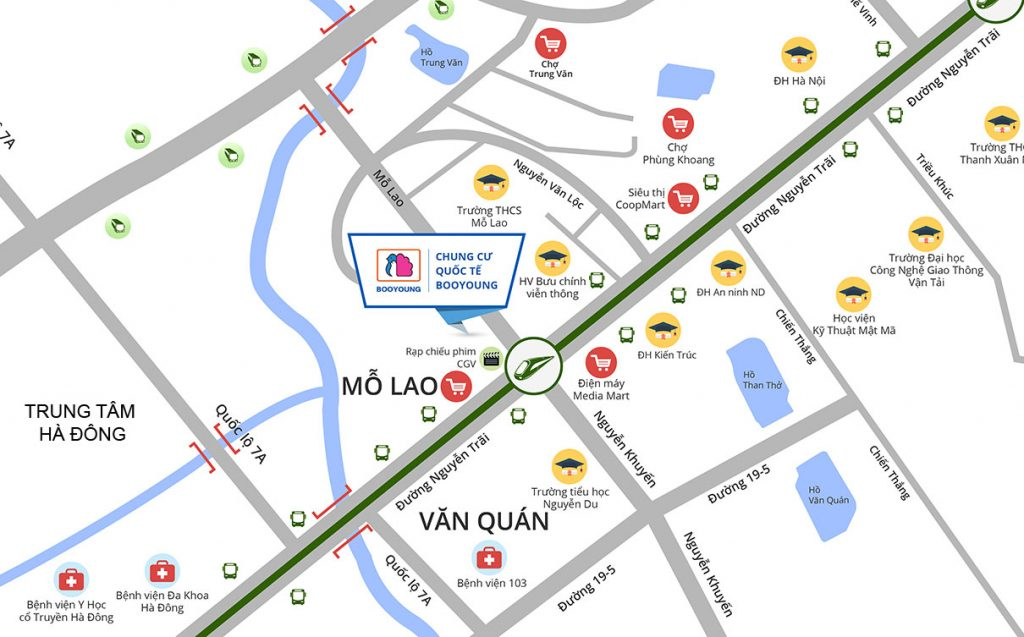 hế Vinh
Đường Nguyễn Trãi
Hồ
Trung Văn
Chợ
Trung Văn
ĐH Hà Nội
7A
Chợ
Phùng Khoang
Trường THC
Thanh Xuân
Đường Nguyễn Trãi
Triều Khúc
Mỗ Lao
Nguyễn Văn Lộc
Siêu thị
CoopMart
Trường THCS
Mỗ Lao
CHUNG CƯ
QUỐC TẾ
BOOYOUNG
BOOYOUNG
HV Bưu chính
viễn thông
ĐH An ninh ND
Trường Đại học
Công Nghệ Giao Thông
Vận Tải
Học viện
Kỹ Thuật Mật Mã
Chiến Thắng
Rạp chiếu phim
CGV
ĐH Kiến Trúc
Điện máy
Media Mart
Hồ
Than Thở
MỖ LAO
TRUNG TÂM
HÀ ĐÔNG
Quốc lộ 7A
Đường Nguyễn Trãi
Nguyễn Khuyến
Chiến Thắng
Đường 19-5
Trường tiểu học
Nguyễn Du
Hồ
Văn Quán
VĂN QUÁN
Bệnh viện 103
Nguyễn Khuyến
Quốc lộ 7A
Đường 19-5
Bệnh viện Đa Khoa
Hà Đông
Bệnh viện Y Học
cổ Truyền Hà Đông